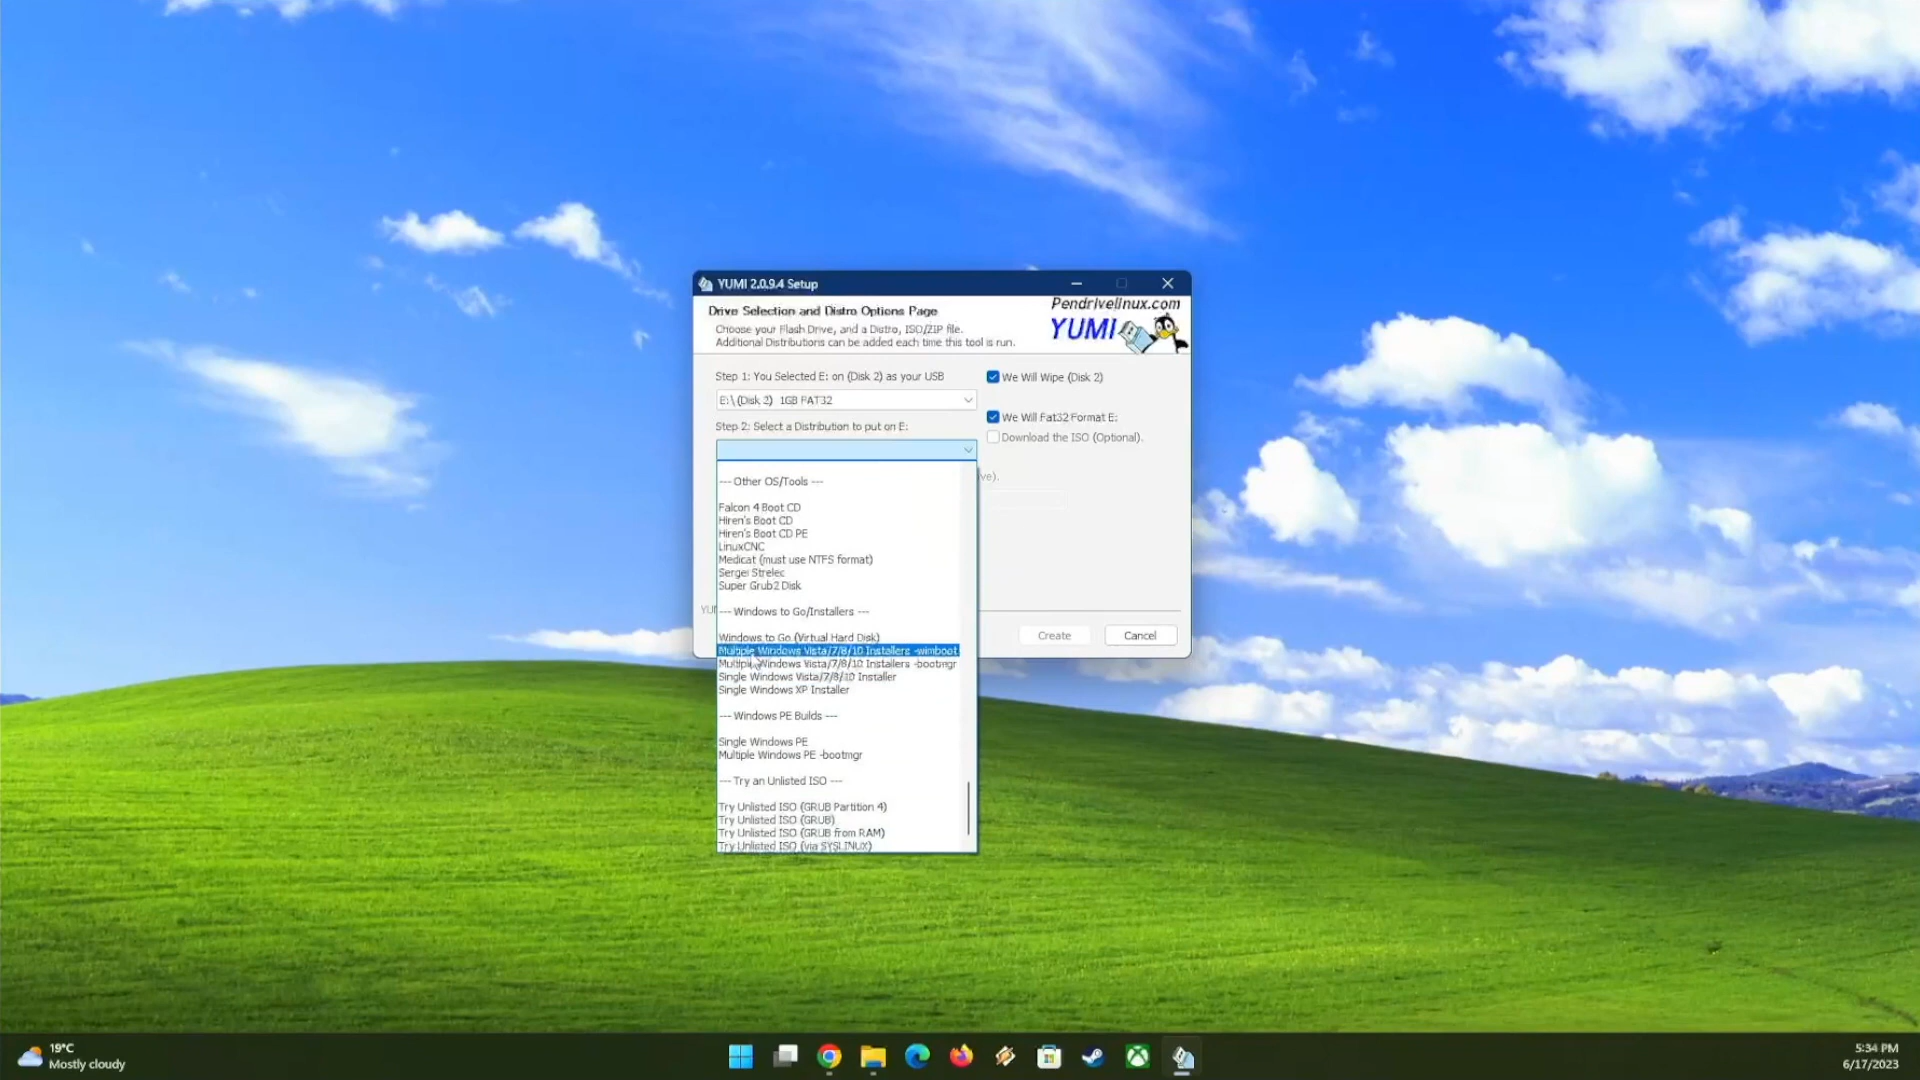 YUMI 2.0.9.4 Setup
Drive Selection and Distro Options Page
Choose your Flash Drive, and a Distro, ISO/ZIP file.
Additional Distributions can be added each time this tool is run.
Pendrivelinux.com
YUMI
Step 1: You Selected E: on (Disk 2) as your USB
We Will Wipe (Disk 2)
E:\ (Disk 2) 1GB FAT32
We Will Fat32 Format E:
Step 2: Select a Distribution to put on E:
Download the ISO (Optional).
ve).
--- Other OS/Tools ---
Falcon 4 Boot CD
Hiren's Boot CD
Hiren's Boot CD PE
LinuxCNC
Medicat (must use NTFS format)
Sergei Strelec
Super Grub2 Disk
YU
--- Windows to Go/Installers ---
Windows to Go (Virtual Hard Disk)
Multiple Windows Vista/7/8/10 Installers -wimboot
Multiple Windows Vista/7/8/10 Installers -bootmgr
Single Windows Vista/7/8/10 Installer
Single Windows XP Installer
--- Windows PE Builds ---
Single Windows PE
Multiple Windows PE -bootmgr
--- Try an Unlisted ISO ---
Try Unlisted ISO (GRUB Partition 4)
Try Unlisted ISO (GRUB)
Try Unlisted ISO (GRUB from RAM)
Try Unlisted ISO (via SYSLINUX)
Create
Cancel
19°C
Mostly cloudy
5:34 PM
6/17/2023